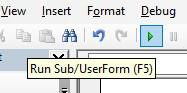 View Insert Format Debug
Run Sub/UserForm (F5)